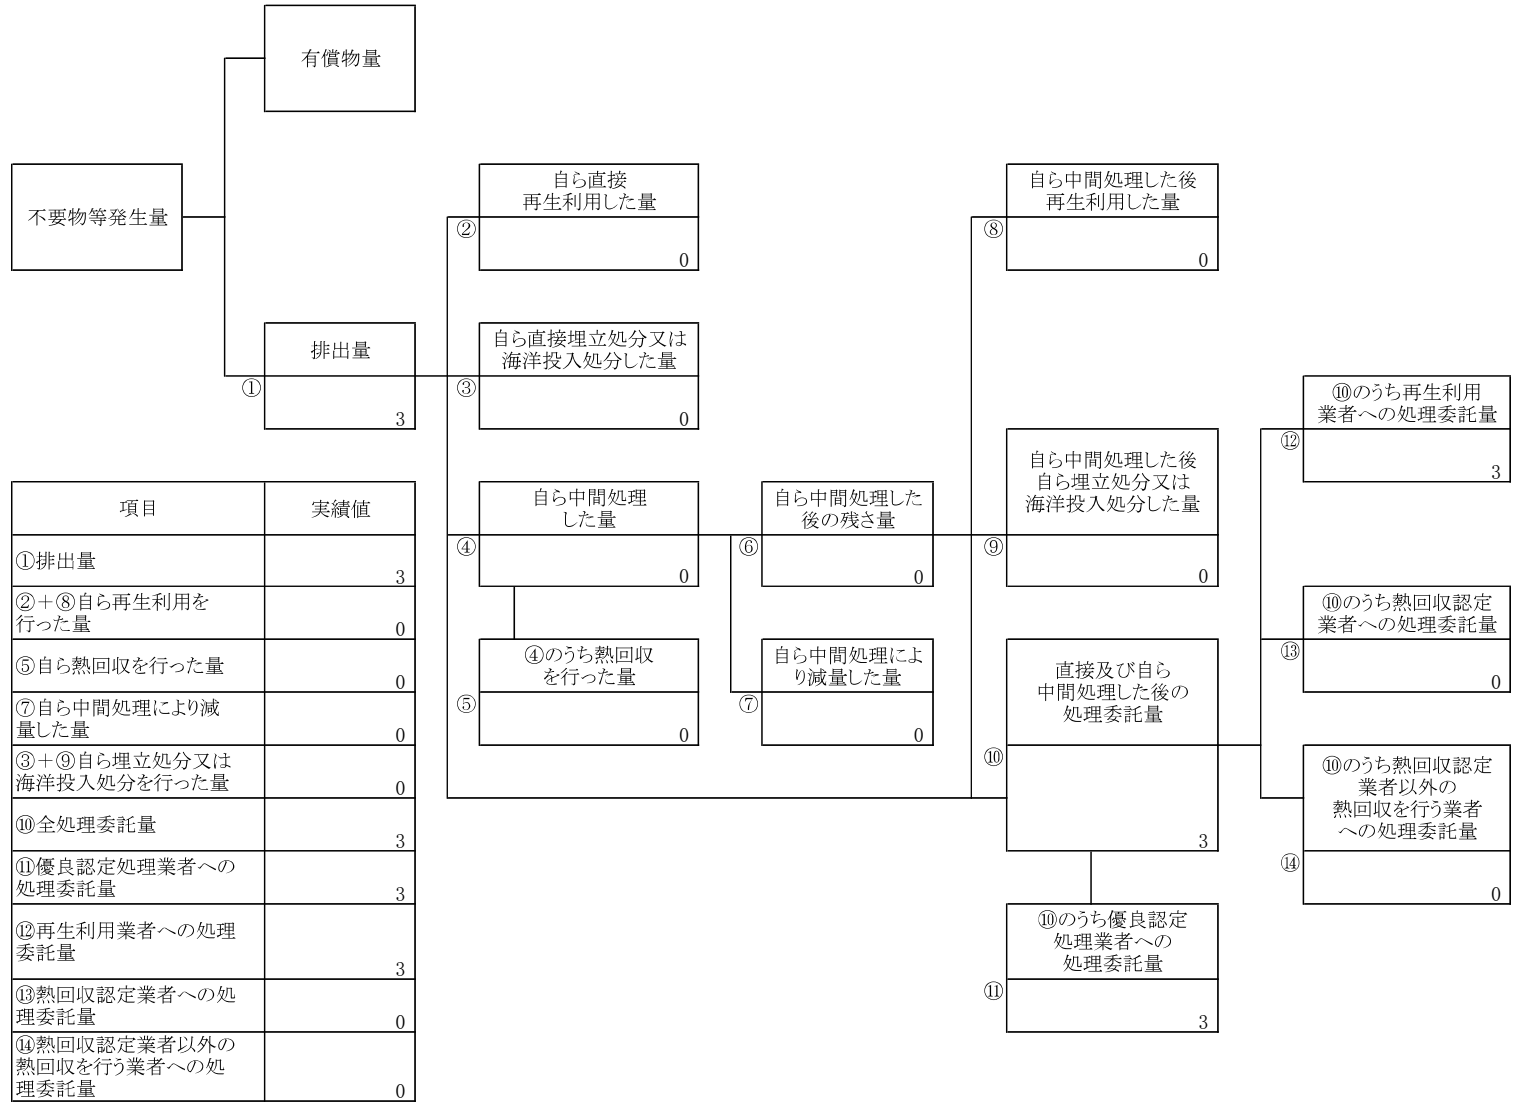 有償物量
不要物等発生量
自ら直接
再生利用した量
②
0
自ら中間処理した後
再生利用した量
⑧
0
排出量
①
3
自ら直接埋立処分又は
海洋投入処分した量
③
0
⑩のうち再生利用
業者への処理委託量
⑫
3
自ら中間処理
した量
④
0
自ら中間処理した
後の残さ量
⑥
0
自ら中間処理した後
自ら埋立処分又は
海洋投入処分した量
⑨
0
⑩のうち熱回収認定
業者への処理委託量
⑬
0
④のうち熱回収
を行った量
⑤
0
自ら中間処理によ
り減量した量
⑦
0
直接及び自ら
中間処理した後の
処理委託量
⑩
3
⑩のうち熱回収認定
業者以外の
熱回収を行う業者
への処理委託量
⑭
0
⑩のうち優良認定
処理業者への
処理委託量
⑪
3
項目 実績値
①排出量
3
②+⑧自ら再生利用を
行った量
0
⑤自ら熱回収を行った量
0
⑦自ら中間処理により減
量した量
0
③+⑨自ら埋立処分又は
海洋投入処分を行った量
0
⑩全処理委託量
3
⑪優良認定処理業者への
処理委託量
3
⑫再生利用業者への処理
委託量
3
⑬熱回収認定業者への処
理委託量
0
⑭熱回収認定業者以外の
熱回収を行う業者への処
理委託量
0